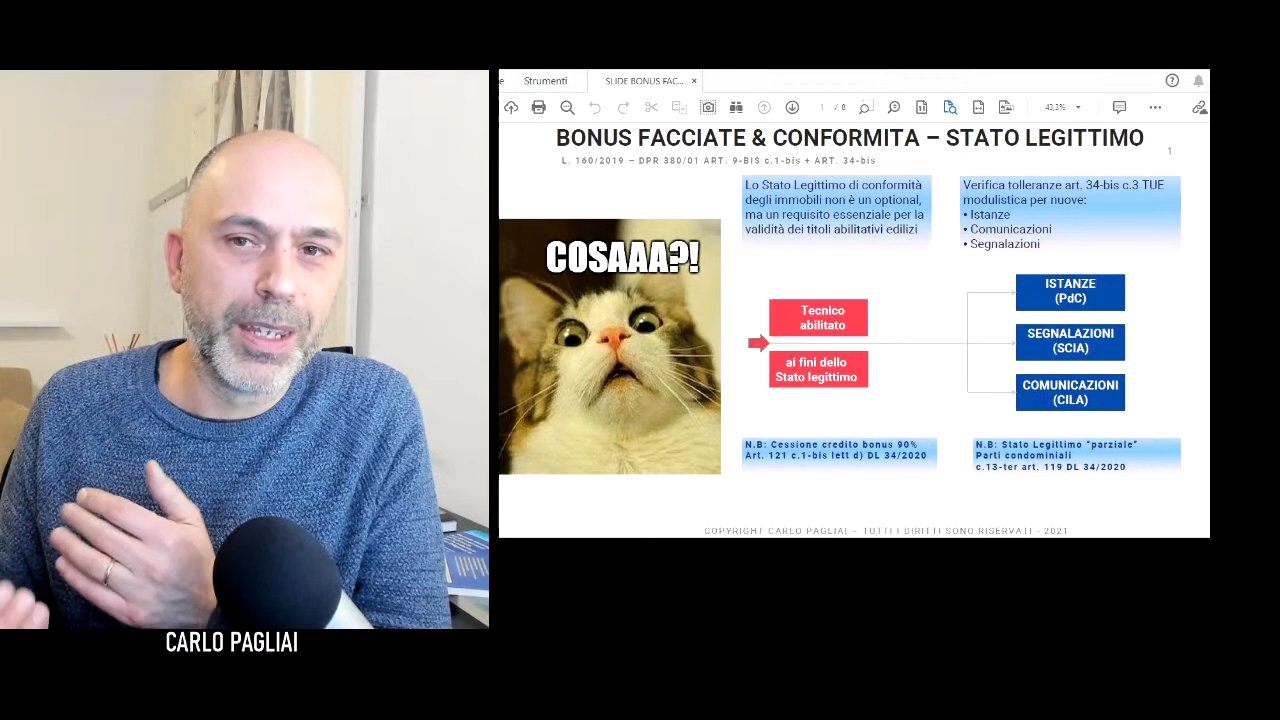 Strumenti
SLIDE BONUS FAC... ×
1 / 8
43,3%
BONUS FACCIATE & CONFORMITA – STATO LEGITTIMO
L. 160/2019 – DPR 380/01 ART. 9-BIS c.1-bis + ART. 34-bis
1
Lo Stato Legittimo di conformità
degli immobili non è un optional,
ma un requisito essenziale per la
validità dei titoli abilitativi edilizi
Verifica tolleranze art. 34-bis c.3 TUE
modulistica per nuove:
• Istanze
• Comunicazioni
• Segnalazioni
COSAAA?!
Tecnico
abilitato
ai fini dello
Stato legittimo
ISTANZE
(PdC)
SEGNALAZIONI
(SCIA)
COMUNICAZIONI
(CILA)
N.B: Cessione credito bonus 90%
Art. 121 c.1-bis lett d) DL 34/2020
N.B: Stato Legittimo "parziale"
Parti condominiali
c.13-ter art. 119 DL 34/2020
COPYRIGHT CARLO PAGLIAI – TUTTI I DIRITTI SONO RISERVATI - 2021
CARLO PAGLIAI